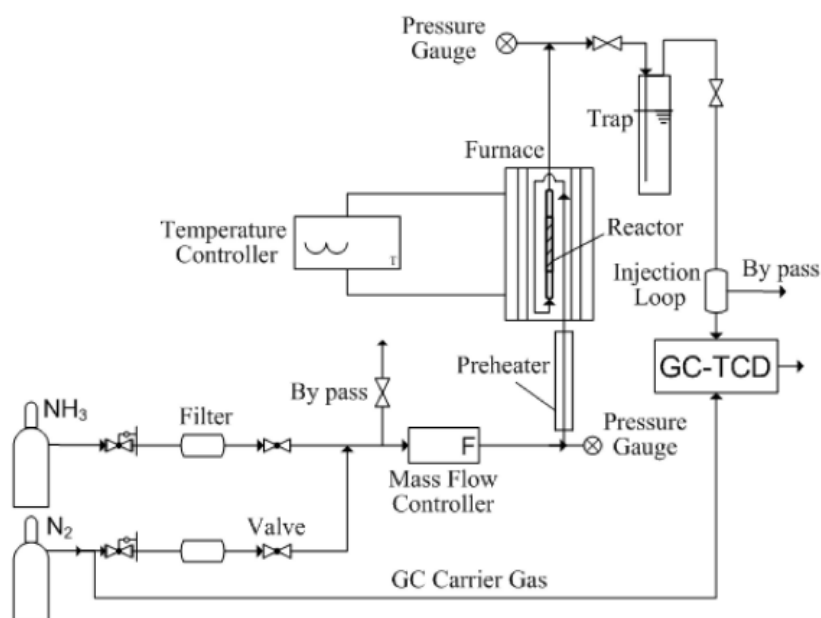 Pressure
Gauge
Trap
Furnace
Temperature
Controller
T
Reactor
Injection
Loop
By pass
GC-TCD
Preheater
By pass
NH3
Filter
F
Pressure
Gauge
Mass Flow
Controller
N2
Valve
GC Carrier Gas